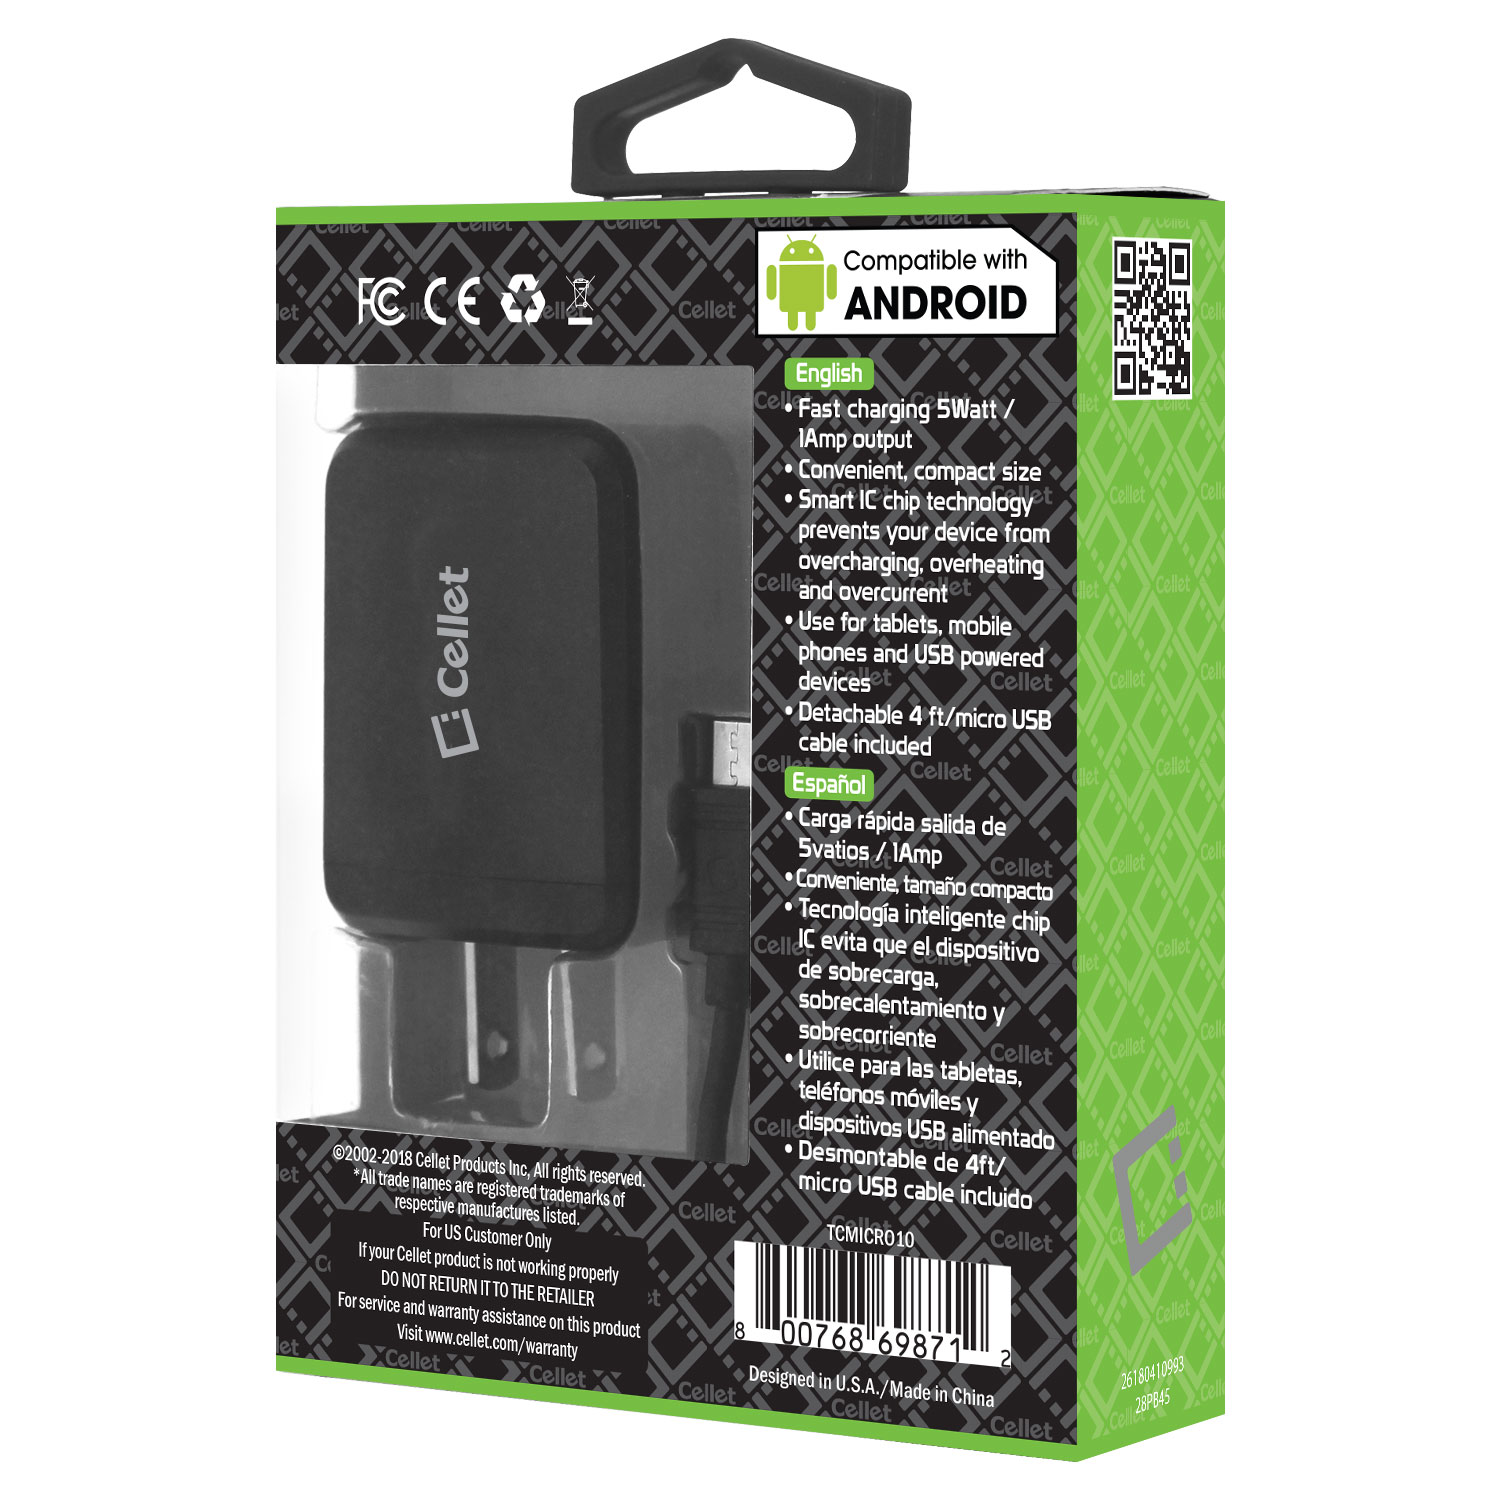 FC CE
Compatible with
ANDROID
English
• Fast charging 5Watt /
1Amp output
• Convenient, compact size
• Smart IC chip technology
prevents your device from
overcharging, overheating
and overcurrent
• Use for tablets, mobile
phones and USB powered
devices
• Detachable 4 ft/micro USB
cable included
Español
• Carga rápida salida de
5vatios / 1Amp
• Conveniente, tamaño compacto
• Tecnología inteligente chip
IC evita que el dispositivo
de sobrecarga,
sobrecalentamiento y
sobrecorriente
• Utilice para las tabletas,
teléfonos móviles y
dispositivos USB alimentado
• Desmontable de 4ft/
micro USB cable incluido
Cellet
©2002-2018 Cellet Products Inc, All rights reserved.
*All trade names are registered trademarks of
respective manufactures listed.
For US Customer Only
If your Cellet product is not working properly
DO NOT RETURN IT TO THE RETAILER
For service and warranty assistance on this product
Visit www.cellet.com/warranty
TCMICRO10
8 00768 69871 2
Designed in U.S.A./Made in China
26180410993
28PB45